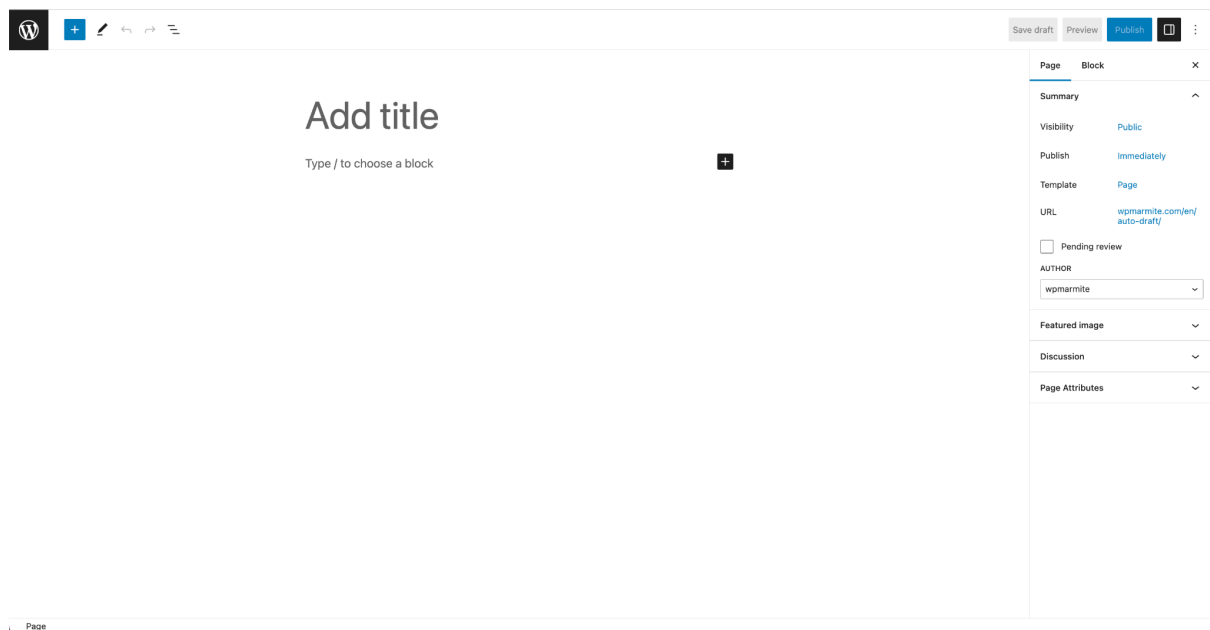 Save draft Preview Publish
Page Block
Summary
Visibility Public
Publish Immediately
Template Page
URL wpmarmite.com/en/
auto-draft/
Pending review
AUTHOR
wpmarmite
Featured image
Discussion
Page Attributes
Add title
Type / to choose a block
Page